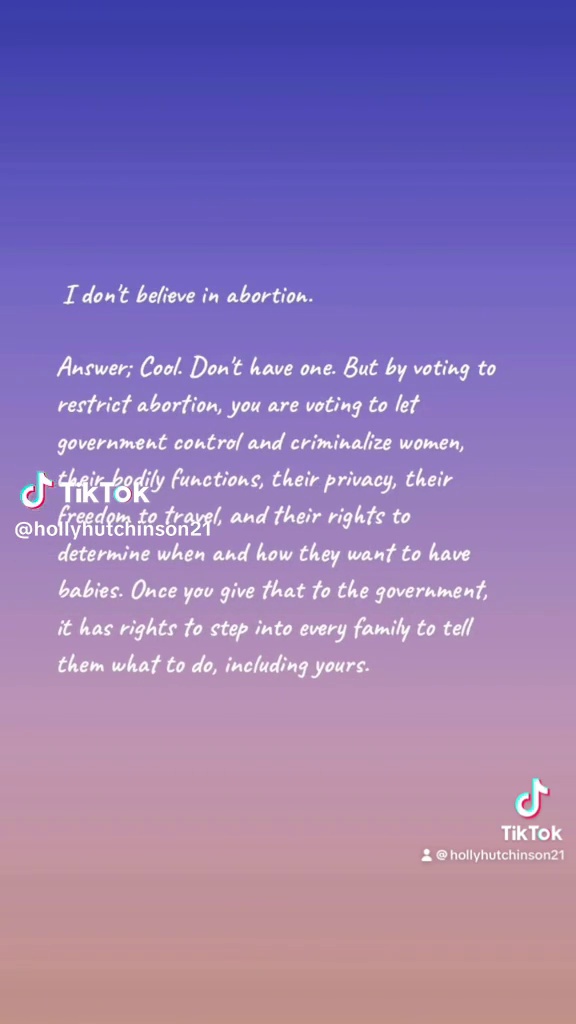 I don't believe in abortion.
Answer; Cool. Don't have one. But by voting to
restrict abortion, you are voting to let
government control and criminalize women,
their bodily functions, their privacy, their
freedom to travel, and their rights to
determine when and how they want to have
babies. Once you give that to the government,
it has rights to step into every family to tell
them what to do, including yours.
TikTok
@hollyhutchinson21
TikTok
@hollyhutchinson21